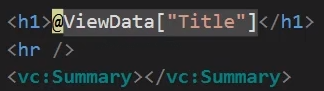 <h1>@ViewData["Title"]</h1>
<hr />
<vc:Summary></vc:Summary>